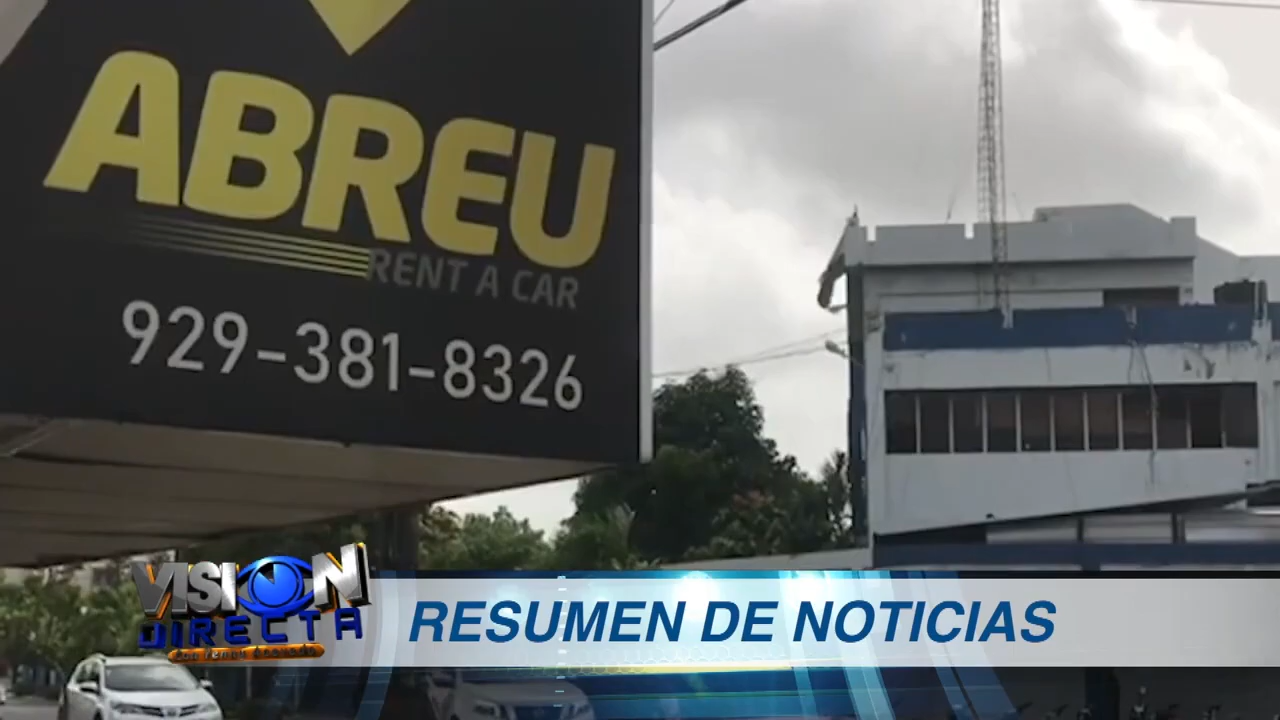 ABREU
RENT A CAR
929-381-8326
VISION
DIRECTA
RESUMEN DE NOTICIAS